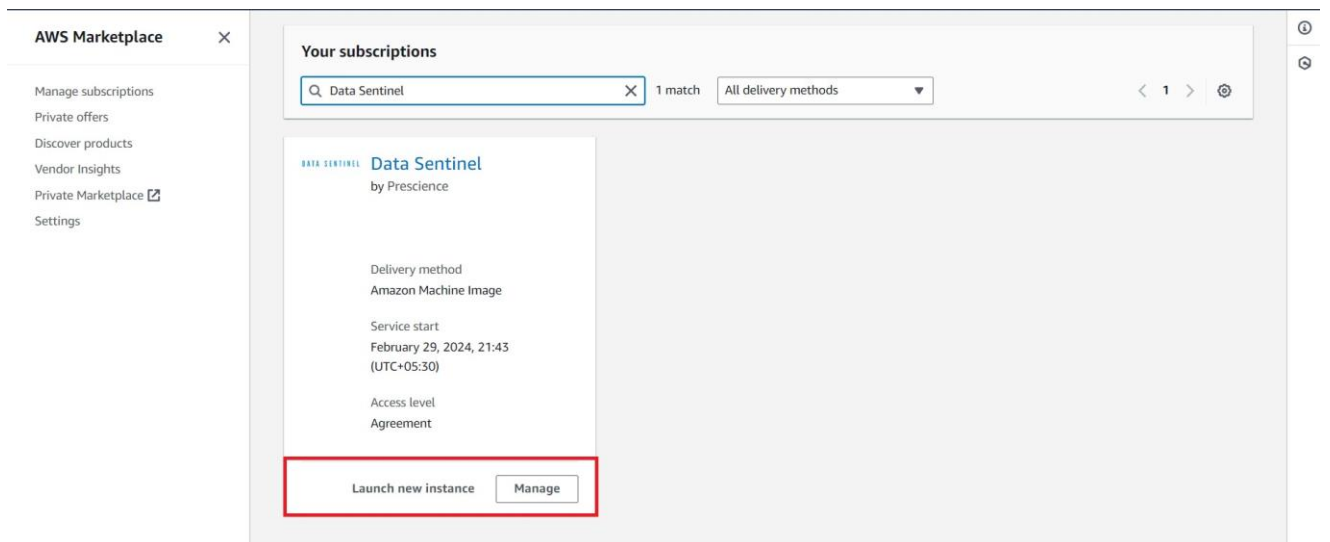 AWS Marketplace
Manage subscriptions
Private offers
Discover products
Vendor Insights
Private Marketplace
Settings
Your subscriptions
Data Sentinel
1 match
All delivery methods
1
DATA SENTINEL
Data Sentinel
by Prescience
Delivery method
Amazon Machine Image
Service start
February 29, 2024, 21:43
(UTC+05:30)
Access level
Agreement
Launch new instance
Manage